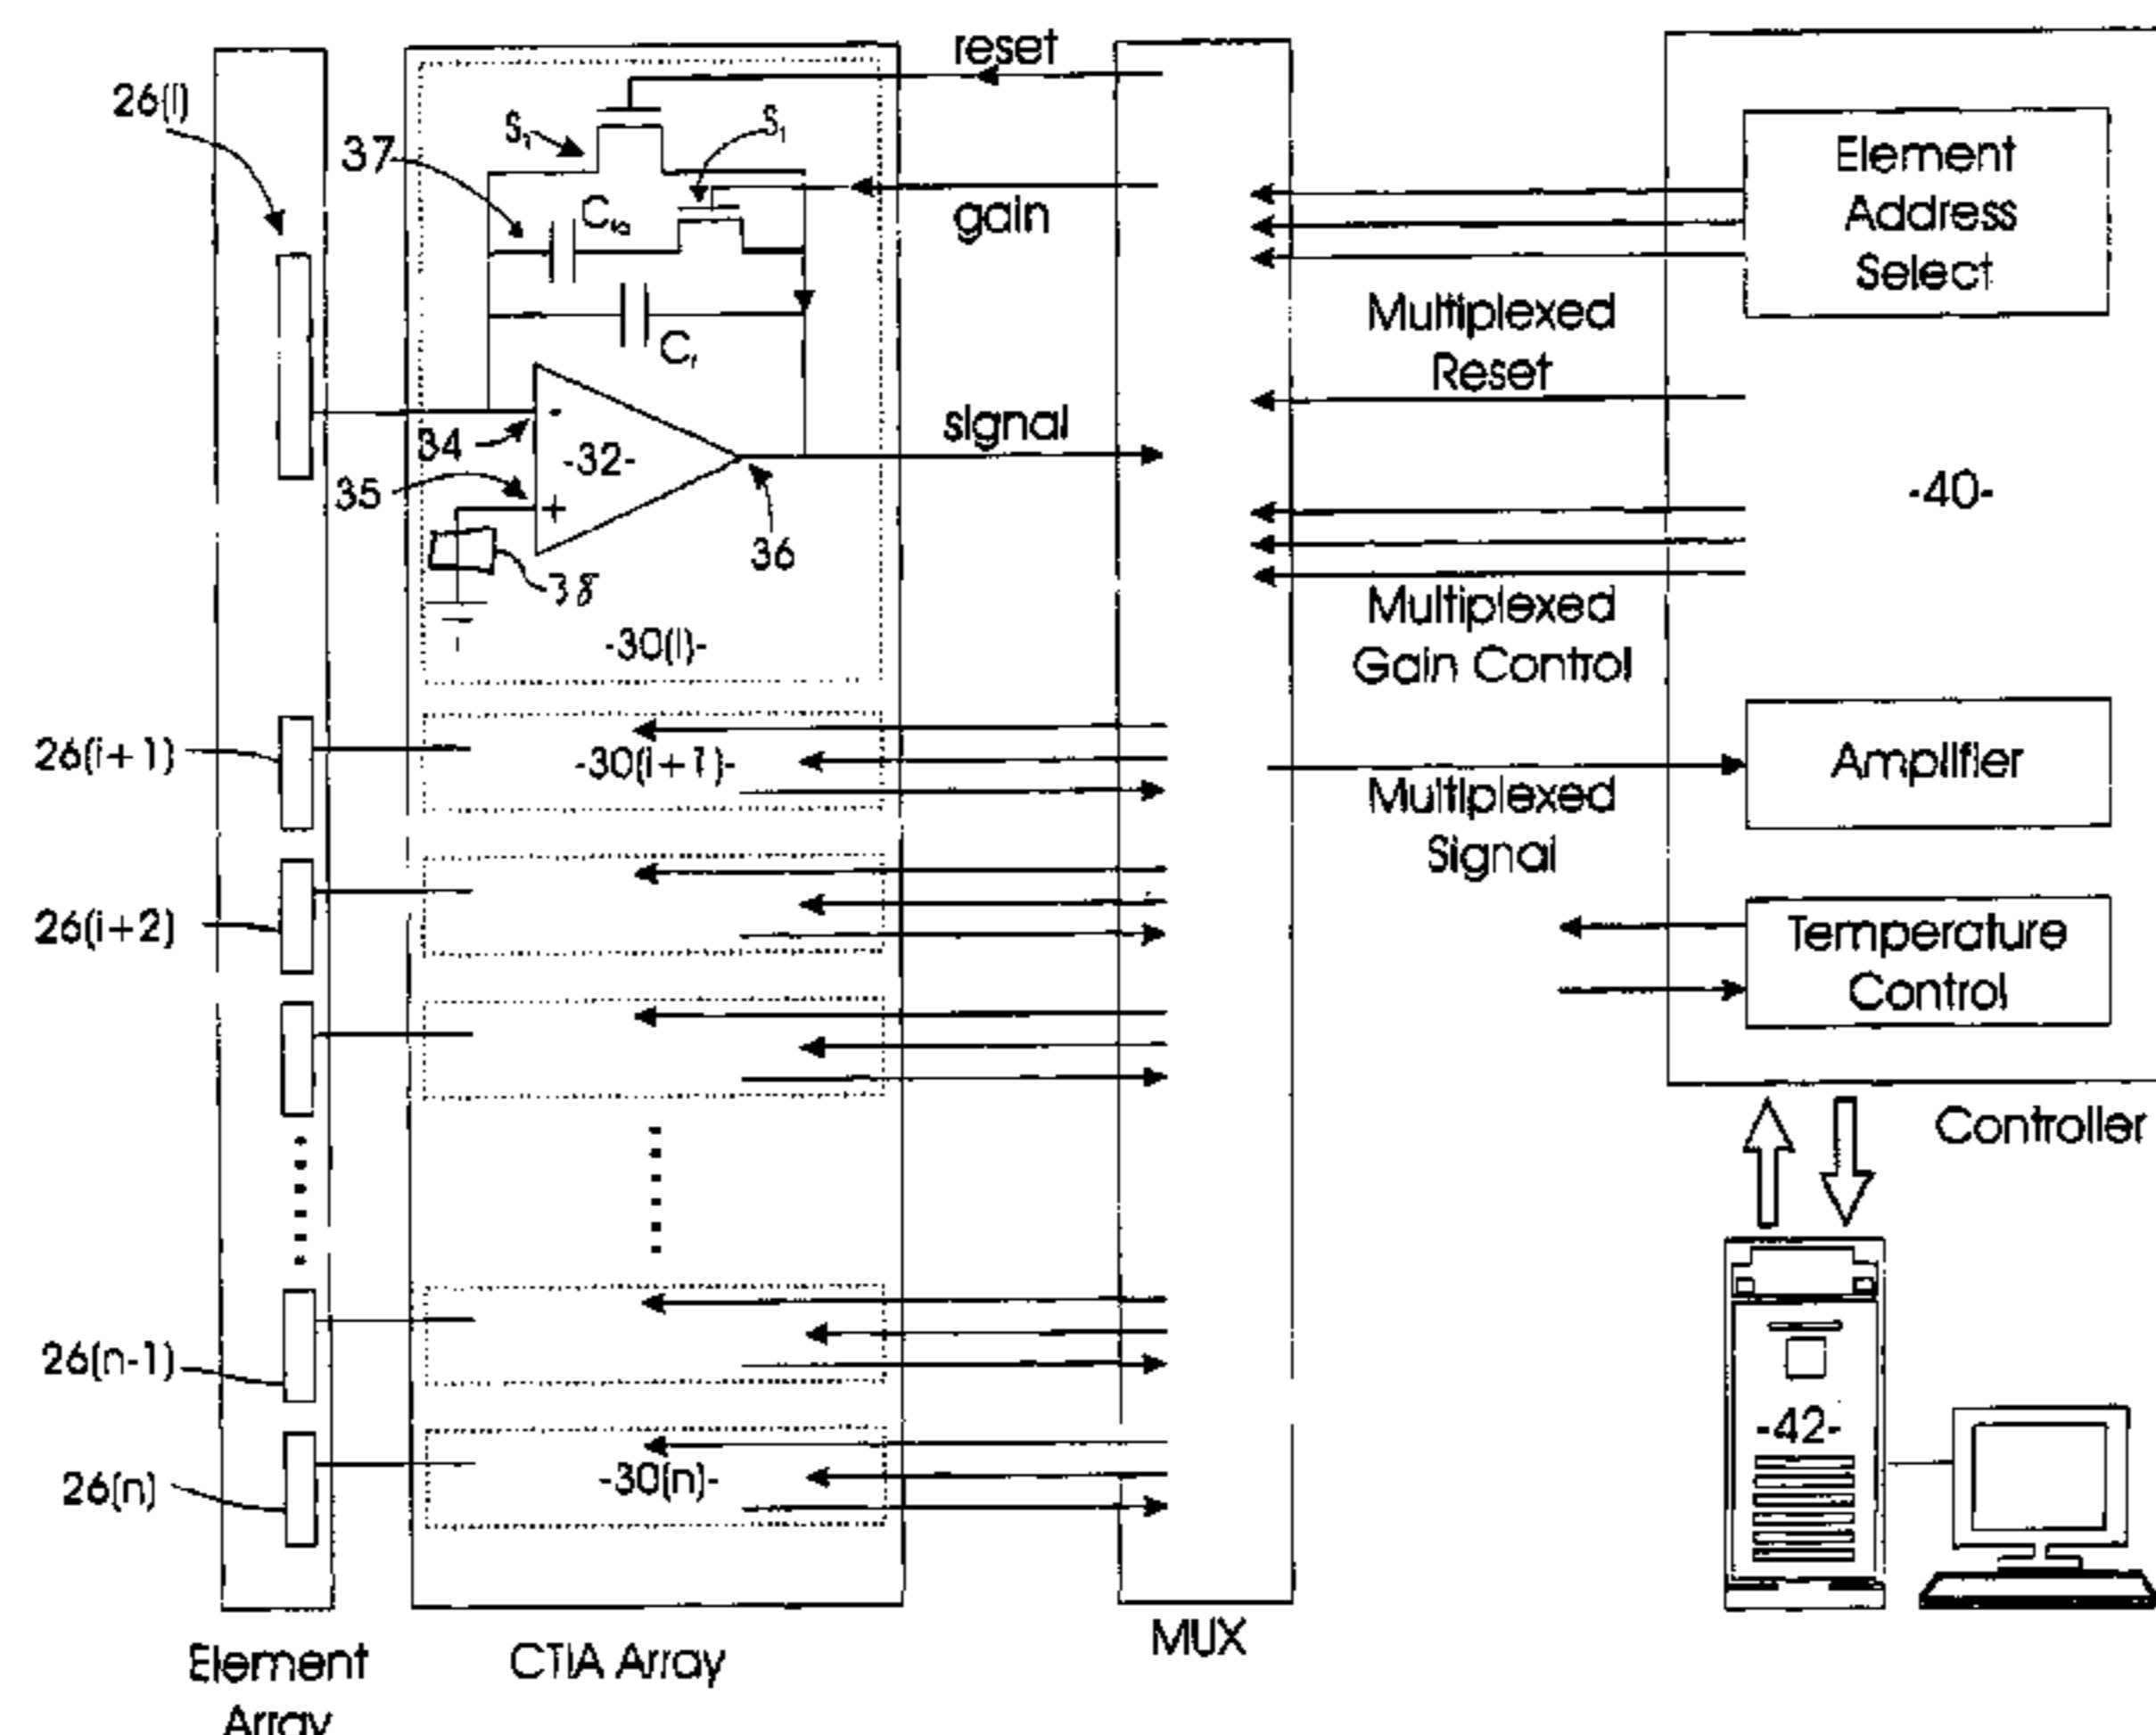 reset
26(i)
37
S₁
gain
Element
Address
Select
Multiplexed
Reset
Cf
signal
34
-32-
-
35
+
36
38
-40-
-30(i)-
Multiplexed
Gain Control
26(i+1)
-30(i+1)-
Amplifier
Multiplexed
Signal
26(i+2)
Temperature
Control
Controller
26(n-1)
-42-
26(n)
-30(n)-
MUX
Element
Array
CTIA Array